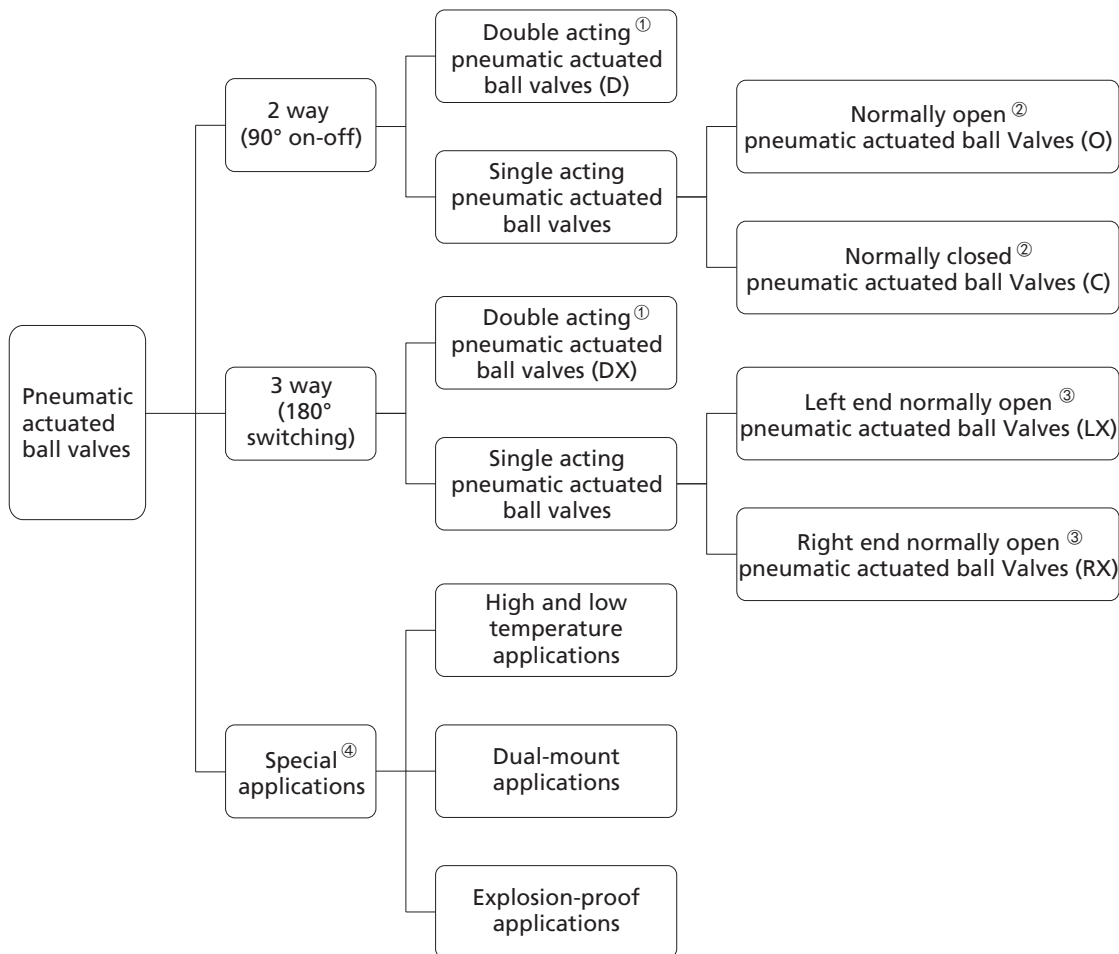 Pneumatic
actuated
ball valves
2 way
(90° on-off)
Double acting ①
pneumatic actuated
ball valves (D)
Single acting
pneumatic actuated
ball valves
Normally open ②
pneumatic actuated ball Valves (O)
Normally closed ②
pneumatic actuated ball Valves (C)
3 way
(180°
switching)
Double acting ①
pneumatic actuated
ball valves (DX)
Single acting
pneumatic actuated
ball valves
Left end normally open ③
pneumatic actuated ball Valves (LX)
Right end normally open ③
pneumatic actuated ball Valves (RX)
Special ④
applications
High and low
temperature
applications
Dual-mount
applications
Explosion-proof
applications